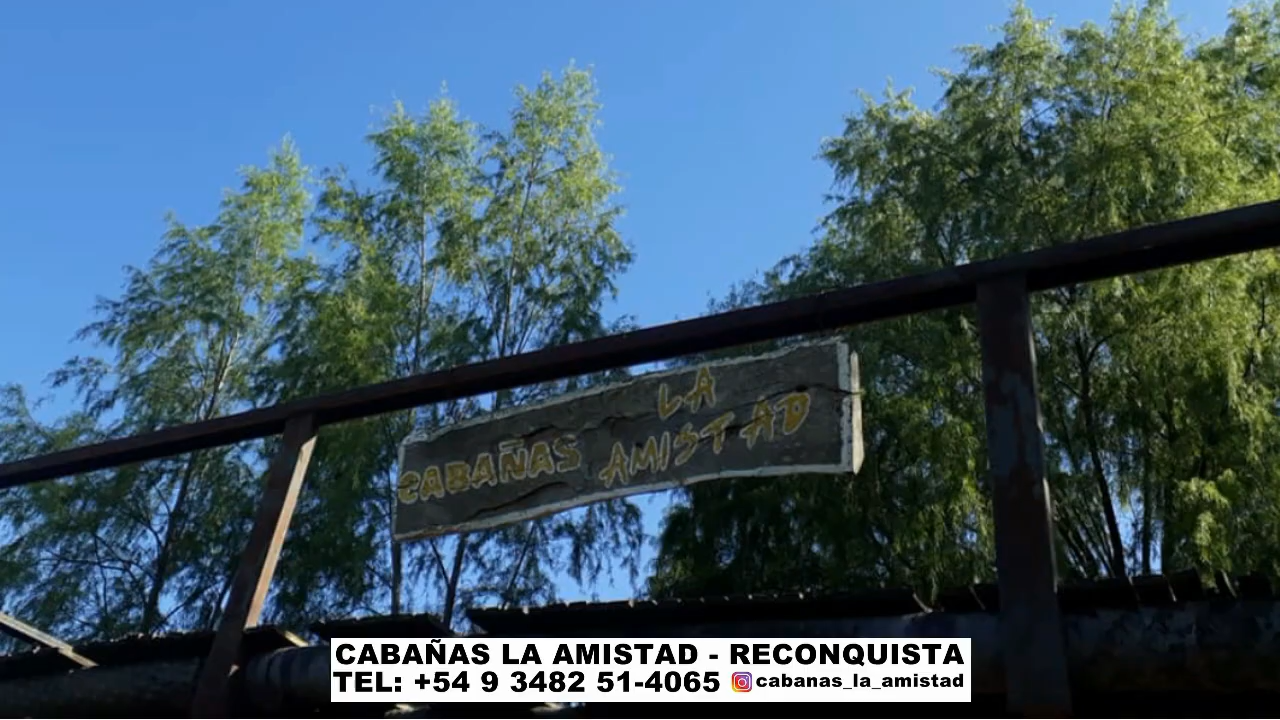 LA
CABAÑAS AMISTAD
CABAÑAS LA AMISTAD - RECONQUISTA
TEL: +54 9 3482 51-4065 cabanas_la_amistad